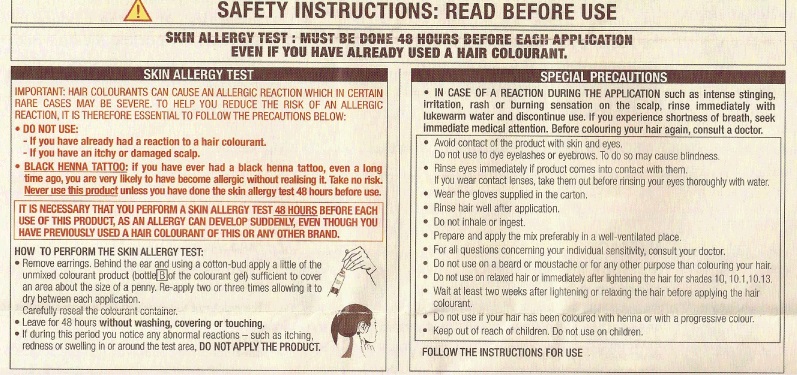 SAFETY INSTRUCTIONS: READ BEFORE USE
SKIN ALLERGY TEST : MUST BE DONE 48 HOURS BEFORE EACH APPLICATION
EVEN IF YOU HAVE ALREADY USED A HAIR COLOURANT.
SKIN ALLERGY TEST
IMPORTANT: HAIR COLOURANTS CAN CAUSE AN ALLERGIC REACTION WHICH IN CERTAIN
RARE CASES MAY BE SEVERE. TO HELP YOU REDUCE THE RISK OF AN ALLERGIC
REACTION, IT IS THEREFORE ESSENTIAL TO FOLLOW THE PRECAUTIONS BELOW:
• DO NOT USE:
- If you have already had a reaction to a hair colourant.
- If you have an itchy or damaged scalp.
• BLACK HENNA TATTOO: if you have ever had a black henna tattoo, even a long
time ago, you are very likely to have become allergic without realising it. Take no risk.
Never use this product unless you have done the skin allergy test 48 hours before use.
IT IS NECESSARY THAT YOU PERFORM A SKIN ALLERGY TEST 48 HOURS BEFORE EACH
USE OF THIS PRODUCT, AS AN ALLERGY CAN DEVELOP SUDDENLY, EVEN THOUGH YOU
HAVE PREVIOUSLY USED A HAIR COLOURANT OF THIS OR ANY OTHER BRAND.
HOW TO PERFORM THE SKIN ALLERGY TEST:
• Remove earrings. Behind the ear and using a cotton-bud apply a little of the
unmixed colourant product (bottle B of the colourant gel) sufficient to cover
an area about the size of a penny. Re-apply two or three times allowing it to
dry between each application.
Carefully reseal the colourant container.
• Leave for 48 hours without washing, covering or touching.
• If during this period you notice any abnormal reactions – such as itching,
redness or swelling in or around the test area, DO NOT APPLY THE PRODUCT.
SPECIAL PRECAUTIONS
• IN CASE OF A REACTION DURING THE APPLICATION such as intense stinging,
irritation, rash or burning sensation on the scalp, rinse immediately with
lukewarm water and discontinue use. If you experience shortness of breath, seek
immediate medical attention. Before colouring your hair again, consult a doctor.
• Avoid contact of the product with skin and eyes.
Do not use to dye eyelashes or eyebrows. To do so may cause blindness.
• Rinse eyes immediately if product comes into contact with them.
If you wear contact lenses, take them out before rinsing your eyes thoroughly with water.
• Wear the gloves supplied in the carton.
• Rinse hair well after application.
• Do not inhale or ingest.
• Prepare and apply the mix preferably in a well-ventilated place.
• For all questions concerning your individual sensitivity, consult your doctor.
• Do not use on a beard or moustache or for any other purpose than colouring your hair.
• Do not use on relaxed hair or immediately after lightening the hair for shades 10, 10.1,10.13.
• Wait at least two weeks after lightening or relaxing the hair before applying the hair
colourant.
• Do not use if your hair has been coloured with henna or with a progressive colour.
• Keep out of reach of children. Do not use on children.
FOLLOW THE INSTRUCTIONS FOR USE